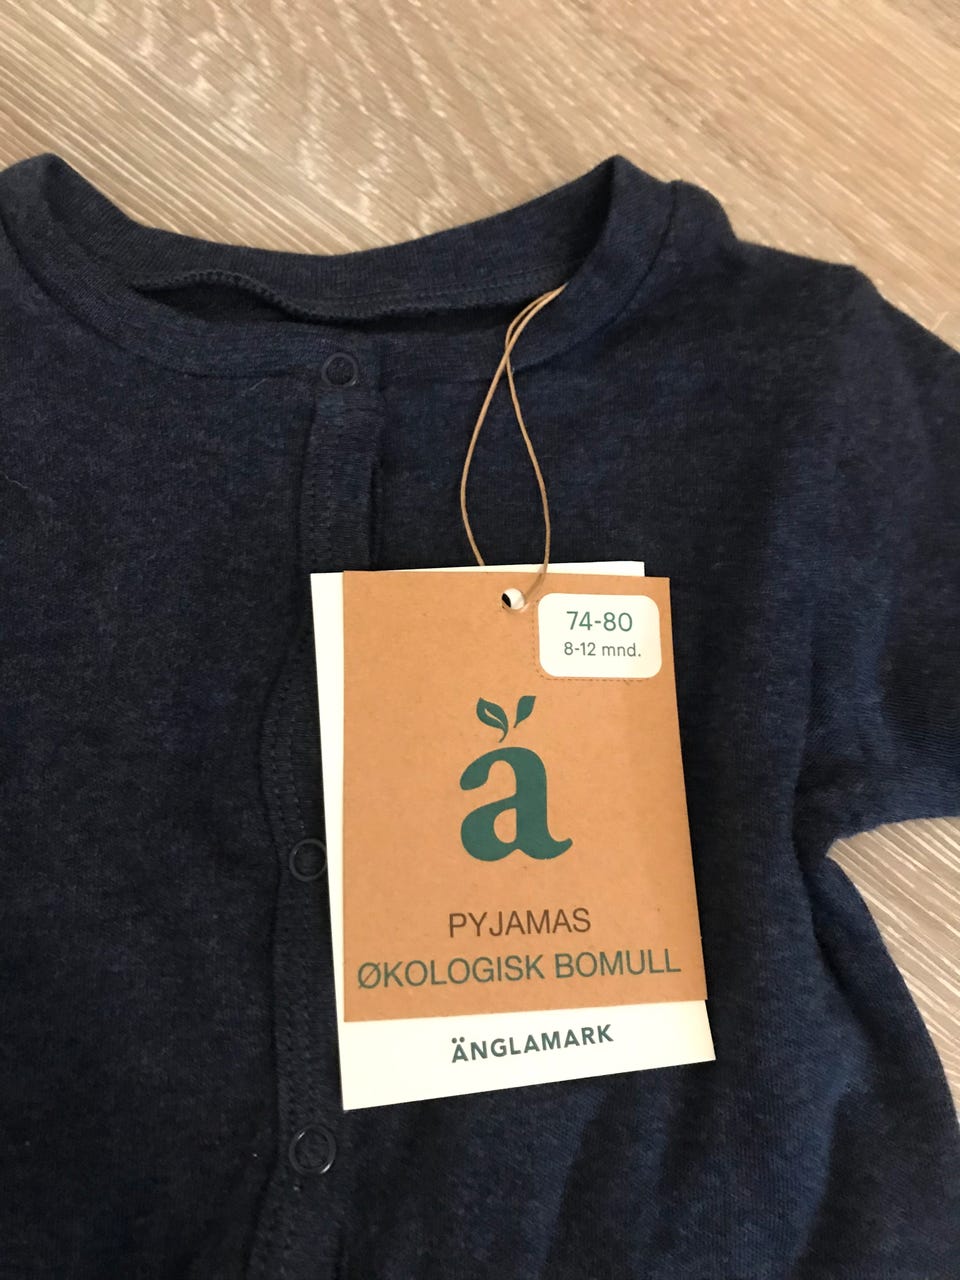 74-80
8-12 mnd.
ä
PYJAMAS
ØKOLOGISK BOMULL
ÄNGLAMARK